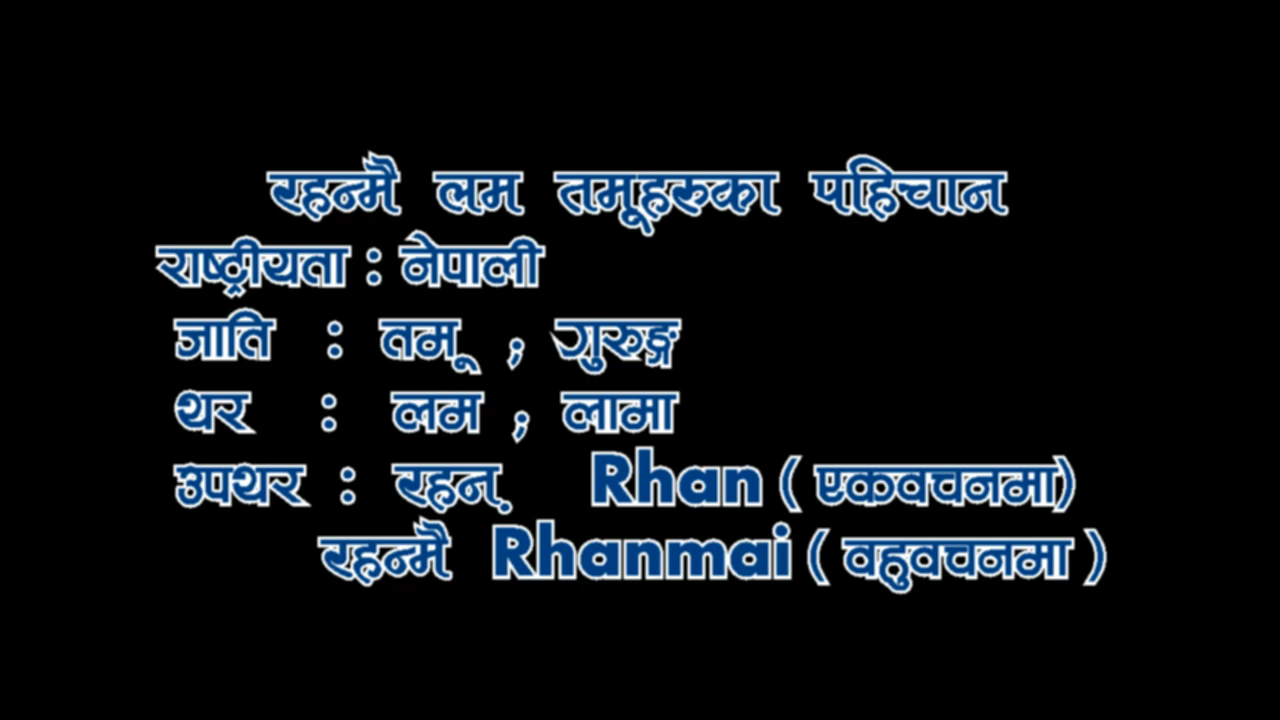 रहन्मै लम तमूहरुका पहिचान
राष्ट्रीयता : नेपाली
जाति : तमू ; गुरुङ्ग
थर : लम ; लामा
उपथर : रहन् Rhan ( एकवचनमा)
रहन्मै Rhanmai ( वहुवचनमा )